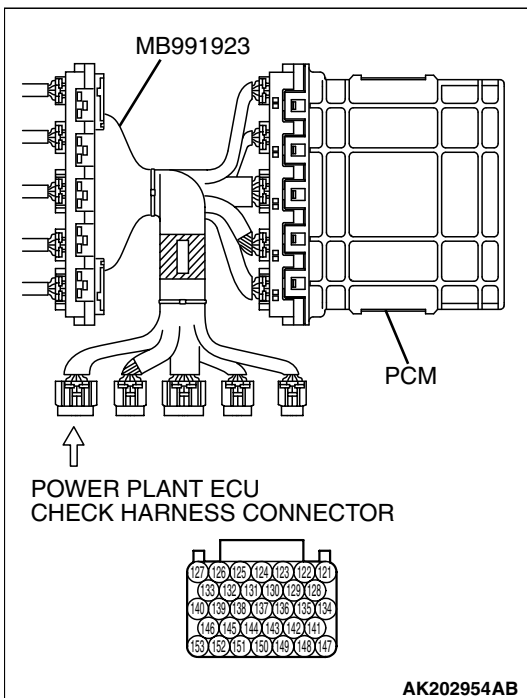 MB991923
PCM
POWER PLANT ECU
CHECK HARNESS CONNECTOR
127 126 125 124 123 122 121
133 132 131 130 129 128
140 139 138 137 136 135 134
146 145 144 143 142 141
153 152 151 150 149 148 147
AK202954AB